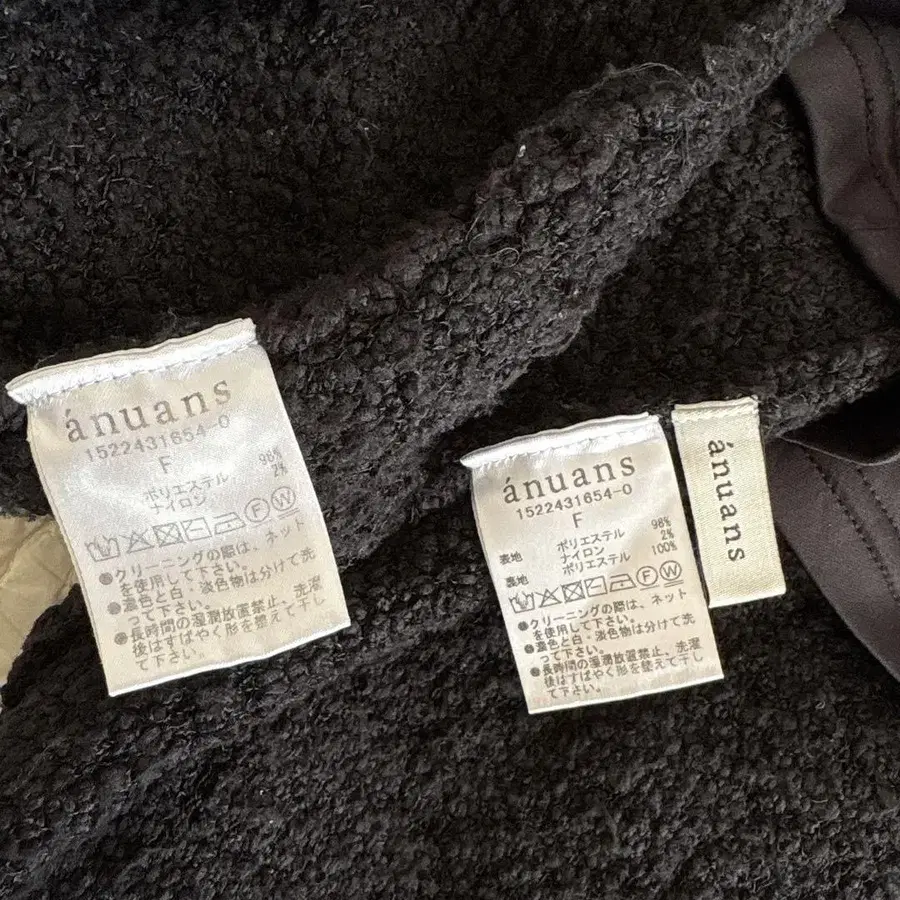 ánuans
1522431654-0
F
ポリエステル 98%
ナイロン 2%
Ⓕ Ⓦ
●クリーニングの際は、ネット
を使用して下さい。
●濃色と白・淡色物は分けて洗
って下さい。
●長時間の湿潤放置禁止、洗濯
後はすばやく形を整えて干し
て下さい。
ánuans
1522431654-0
F
表地 ポリエステル 98%
ナイロン 2%
裏地 ポリエステル 100%
Ⓕ Ⓦ
●クリーニングの際は、ネット
を使用して下さい。
●濃色と白・淡色物は分けて洗
って下さい。
●長時間の湿潤放置禁止、洗濯
後はすばやく形を整えて干し
て下さい。
ánuans